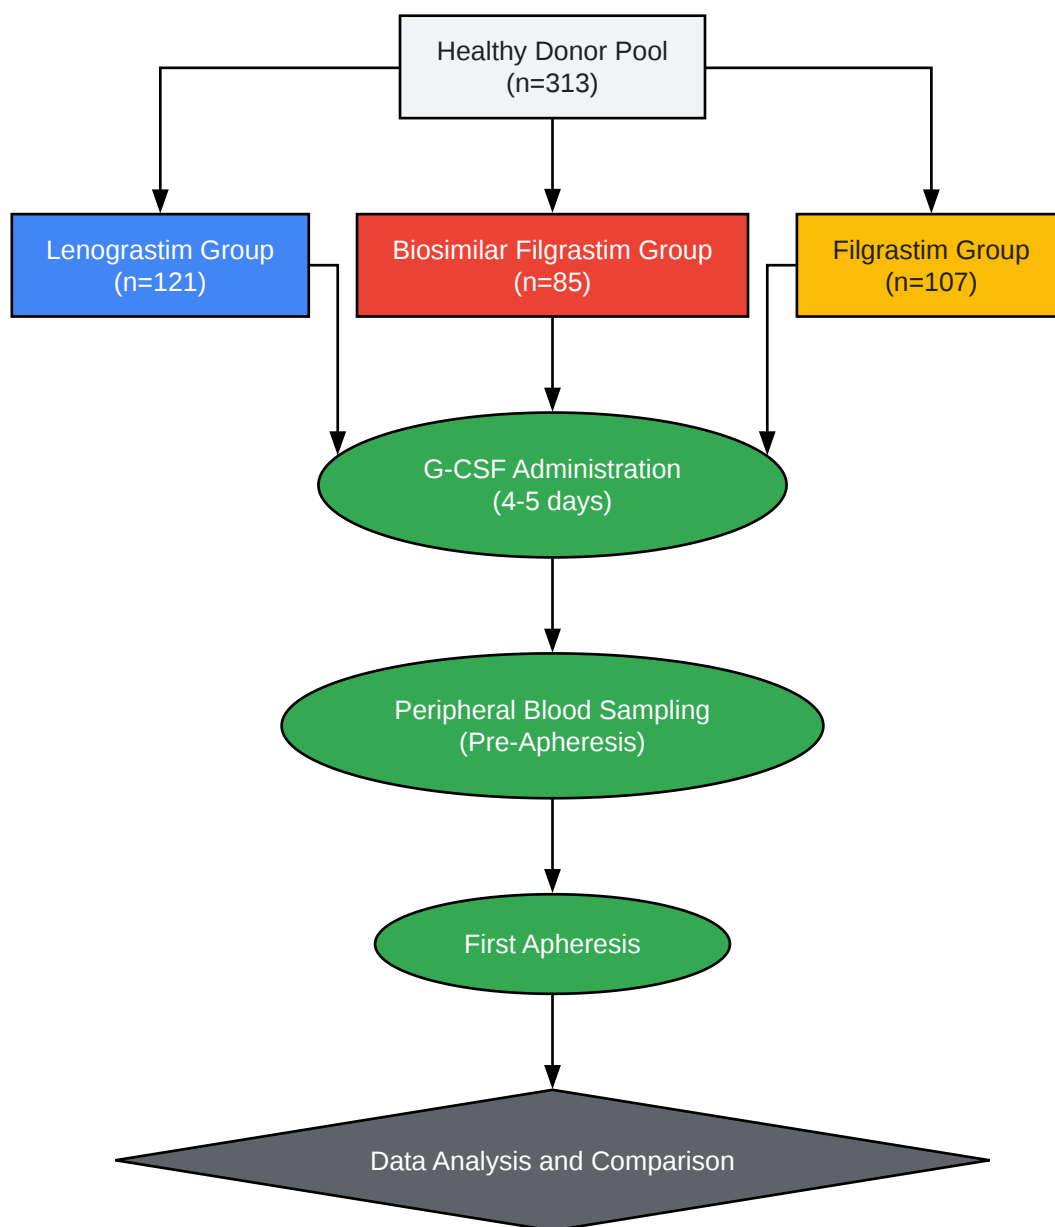 Healthy Donor Pool
(n=313)
Lenograstim Group
(n=121)
Biosimilar Filgrastim Group
(n=85)
Filgrastim Group
(n=107)
G-CSF Administration
(4-5 days)
Peripheral Blood Sampling
(Pre-Apheresis)
First Apheresis
Data Analysis and Comparison